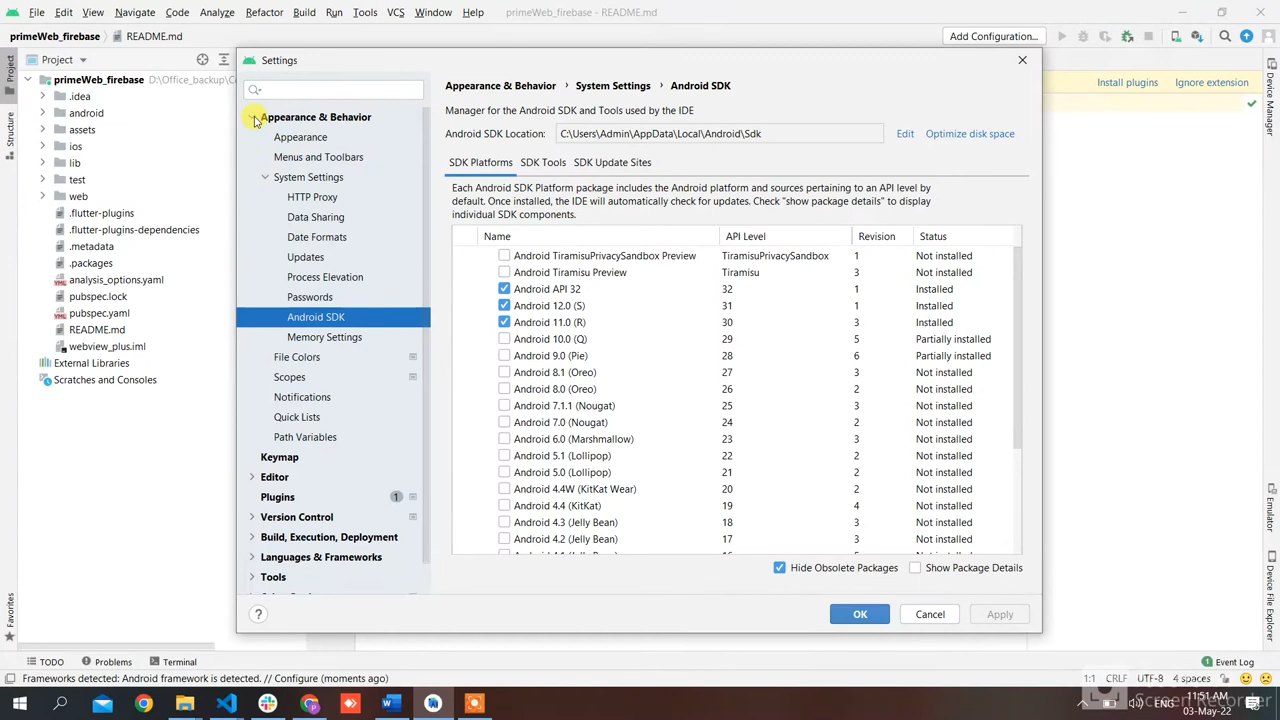 File Edit View Navigate Code Analyze Refactor Build Run Tools VCS Window Help primeWeb_firebase - README.md
primeWeb_firebase README.md Add Configuration...
Project
primeWeb_firebase D:\Office_backup\C
.idea
android
assets
ios
lib
test
web
.flutter-plugins
.flutter-plugins-dependencies
.metadata
.packages
analysis_options.yaml
pubspec.lock
pubspec.yaml
README.md
webview_plus.iml
External Libraries
Scratches and Consoles
Project
Structure
Favorites
Settings
Appearance & Behavior
Appearance
Menus and Toolbars
System Settings
HTTP Proxy
Data Sharing
Date Formats
Updates
Process Elevation
Passwords
Android SDK
Memory Settings
File Colors
Scopes
Notifications
Quick Lists
Path Variables
Keymap
Editor
Plugins 1
Version Control
Build, Execution, Deployment
Languages & Frameworks
Tools
?
Appearance & Behavior › System Settings › Android SDK
Manager for the Android SDK and Tools used by the IDE
Android SDK Location: C:\Users\Admin\AppData\Local\Android\Sdk Edit Optimize disk space
SDK Platforms SDK Tools SDK Update Sites
Each Android SDK Platform package includes the Android platform and sources pertaining to an API level by
default. Once installed, the IDE will automatically check for updates. Check "show package details" to display
individual SDK components.
Name API Level Revision Status
Android TiramisuPrivacySandbox Preview TiramisuPrivacySandbox 1 Not installed
Android Tiramisu Preview Tiramisu 3 Not installed
Android API 32 32 1 Installed
Android 12.0 (S) 31 1 Installed
Android 11.0 (R) 30 3 Installed
Android 10.0 (Q) 29 5 Partially installed
Android 9.0 (Pie) 28 6 Partially installed
Android 8.1 (Oreo) 27 3 Not installed
Android 8.0 (Oreo) 26 2 Not installed
Android 7.1.1 (Nougat) 25 3 Not installed
Android 7.0 (Nougat) 24 2 Not installed
Android 6.0 (Marshmallow) 23 3 Not installed
Android 5.1 (Lollipop) 22 2 Not installed
Android 5.0 (Lollipop) 21 2 Not installed
Android 4.4W (KitKat Wear) 20 2 Not installed
Android 4.4 (KitKat) 19 4 Not installed
Android 4.3 (Jelly Bean) 18 3 Not installed
Android 4.2 (Jelly Bean) 17 3 Not installed
Hide Obsolete Packages Show Package Details
OK Cancel Apply
Install plugins Ignore extension
Device Manager
Emulator
Device File Explorer
TODO Problems Terminal 1 Event Log
Frameworks detected: Android framework is detected. // Configure (moments ago) 1:1 CRLF UTF-8 4 spaces
Screen Recorder
ENG 11:51 AM
03-May-22